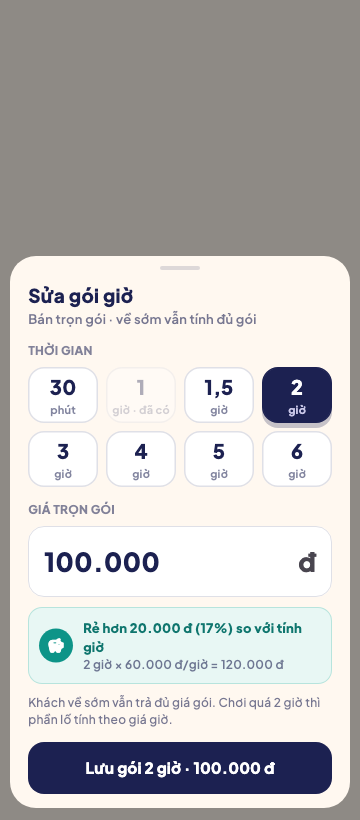 Sửa gói giờ
Bán trọn gói · về sớm vẫn tính đủ gói
THỜI GIAN
30
phút
1
giờ · đã có
1,5
giờ
2
giờ
3
giờ
4
giờ
5
giờ
6
giờ
GIÁ TRỌN GÓI
100.000 đ
Rẻ hơn 20.000 đ (17%) so với tính
giờ
2 giờ × 60.000 đ/giờ = 120.000 đ
Khách về sớm vẫn trả đủ giá gói. Chơi quá 2 giờ thì
phần lố tính theo giá giờ.
Lưu gói 2 giờ · 100.000 đ